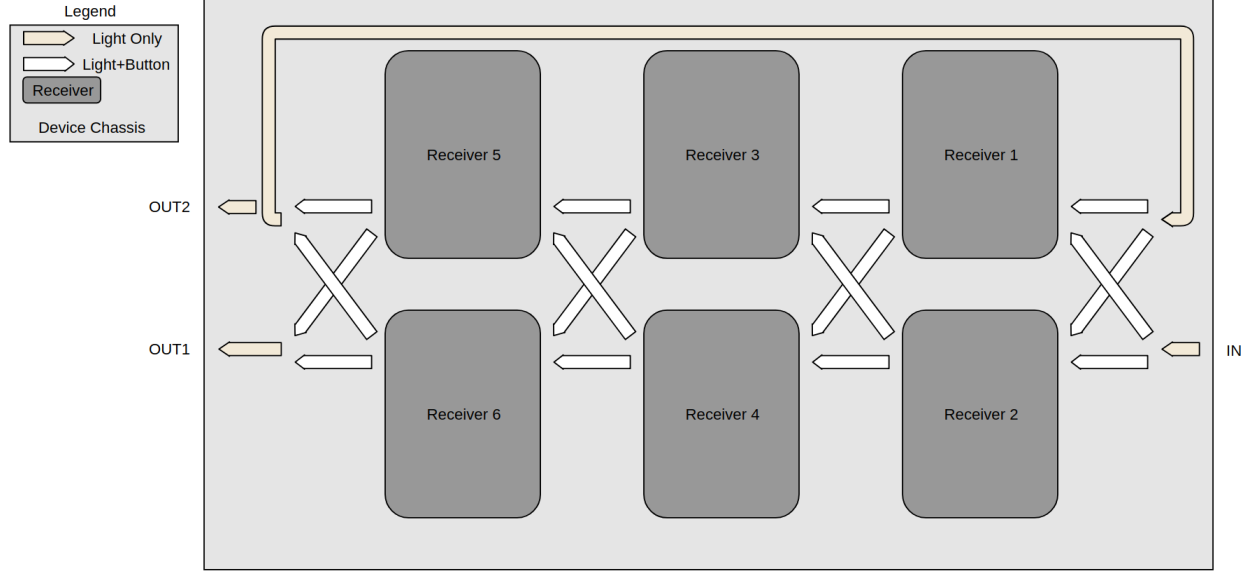 Legend
Light Only
Light+Button
Receiver
Device Chassis
Receiver 5
Receiver 3
Receiver 1
OUT2
OUT1
IN
Receiver 6
Receiver 4
Receiver 2